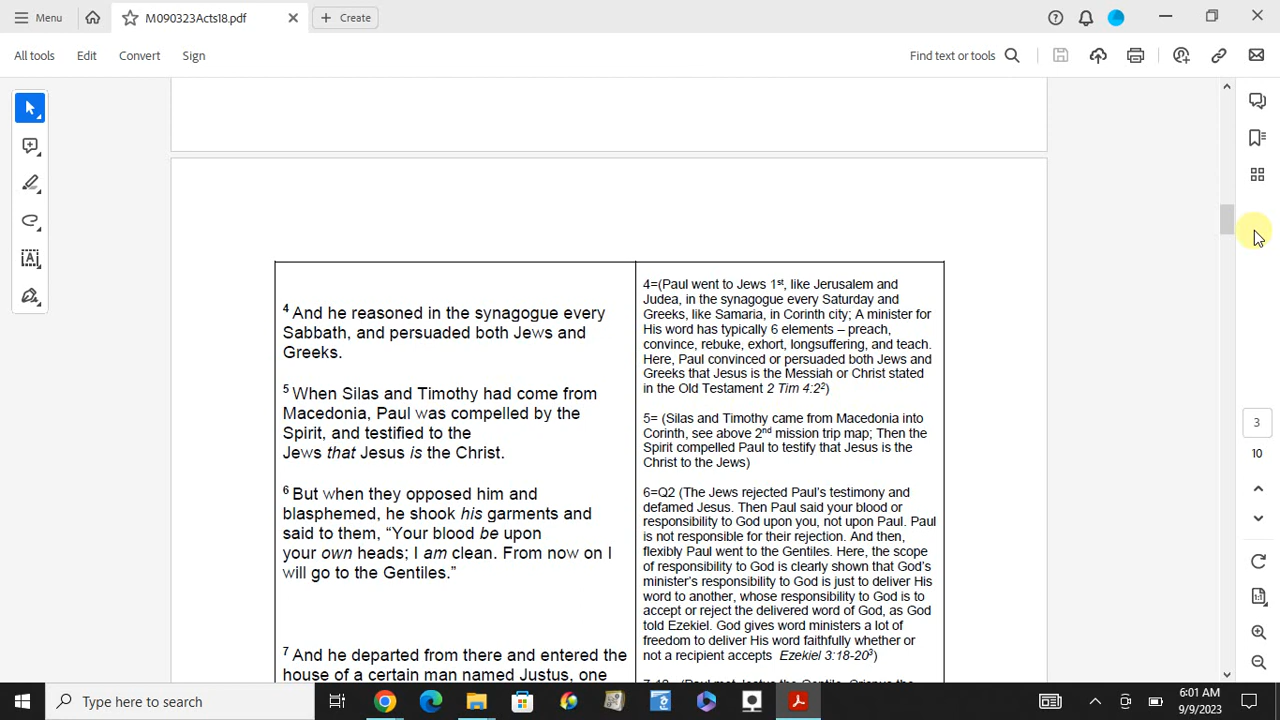 Menu
M090323Acts18.pdf
Create
All tools
Edit
Convert
Sign
Find text or tools
4 And he reasoned in the synagogue every
Sabbath, and persuaded both Jews and
Greeks.
5 When Silas and Timothy had come from
Macedonia, Paul was compelled by the
Spirit, and testified to the
Jews that Jesus is the Christ.
6 But when they opposed him and
blasphemed, he shook his garments and
said to them, “Your blood be upon
your own heads; I am clean. From now on I
will go to the Gentiles.”
7 And he departed from there and entered the
house of a certain man named Justus, one
4=(Paul went to Jews 1st, like Jerusalem and
Judea, in the synagogue every Saturday and
Greeks, like Samaria, in Corinth city; A minister for
His word has typically 6 elements – preach,
convince, rebuke, exhort, longsuffering, and teach.
Here, Paul convinced or persuaded both Jews and
Greeks that Jesus is the Messiah or Christ stated
in the Old Testament 2 Tim 4:2²)
5= (Silas and Timothy came from Macedonia into
Corinth, see above 2nd mission trip map; Then the
Spirit compelled Paul to testify that Jesus is the
Christ to the Jews)
6=Q2 (The Jews rejected Paul’s testimony and
defamed Jesus. Then Paul said your blood or
responsibility to God upon you, not upon Paul. Paul
is not responsible for their rejection. And then,
flexibly Paul went to the Gentiles. Here, the scope
of responsibility to God is clearly shown that God’s
minister’s responsibility to God is just to deliver His
word to another, whose responsibility to God is to
accept or reject the delivered word of God, as God
told Ezekiel. God gives word ministers a lot of
freedom to deliver His word faithfully whether or
not a recipient accepts Ezekiel 3:18-20³)
3
10
Type here to search
6:01 AM
9/9/2023